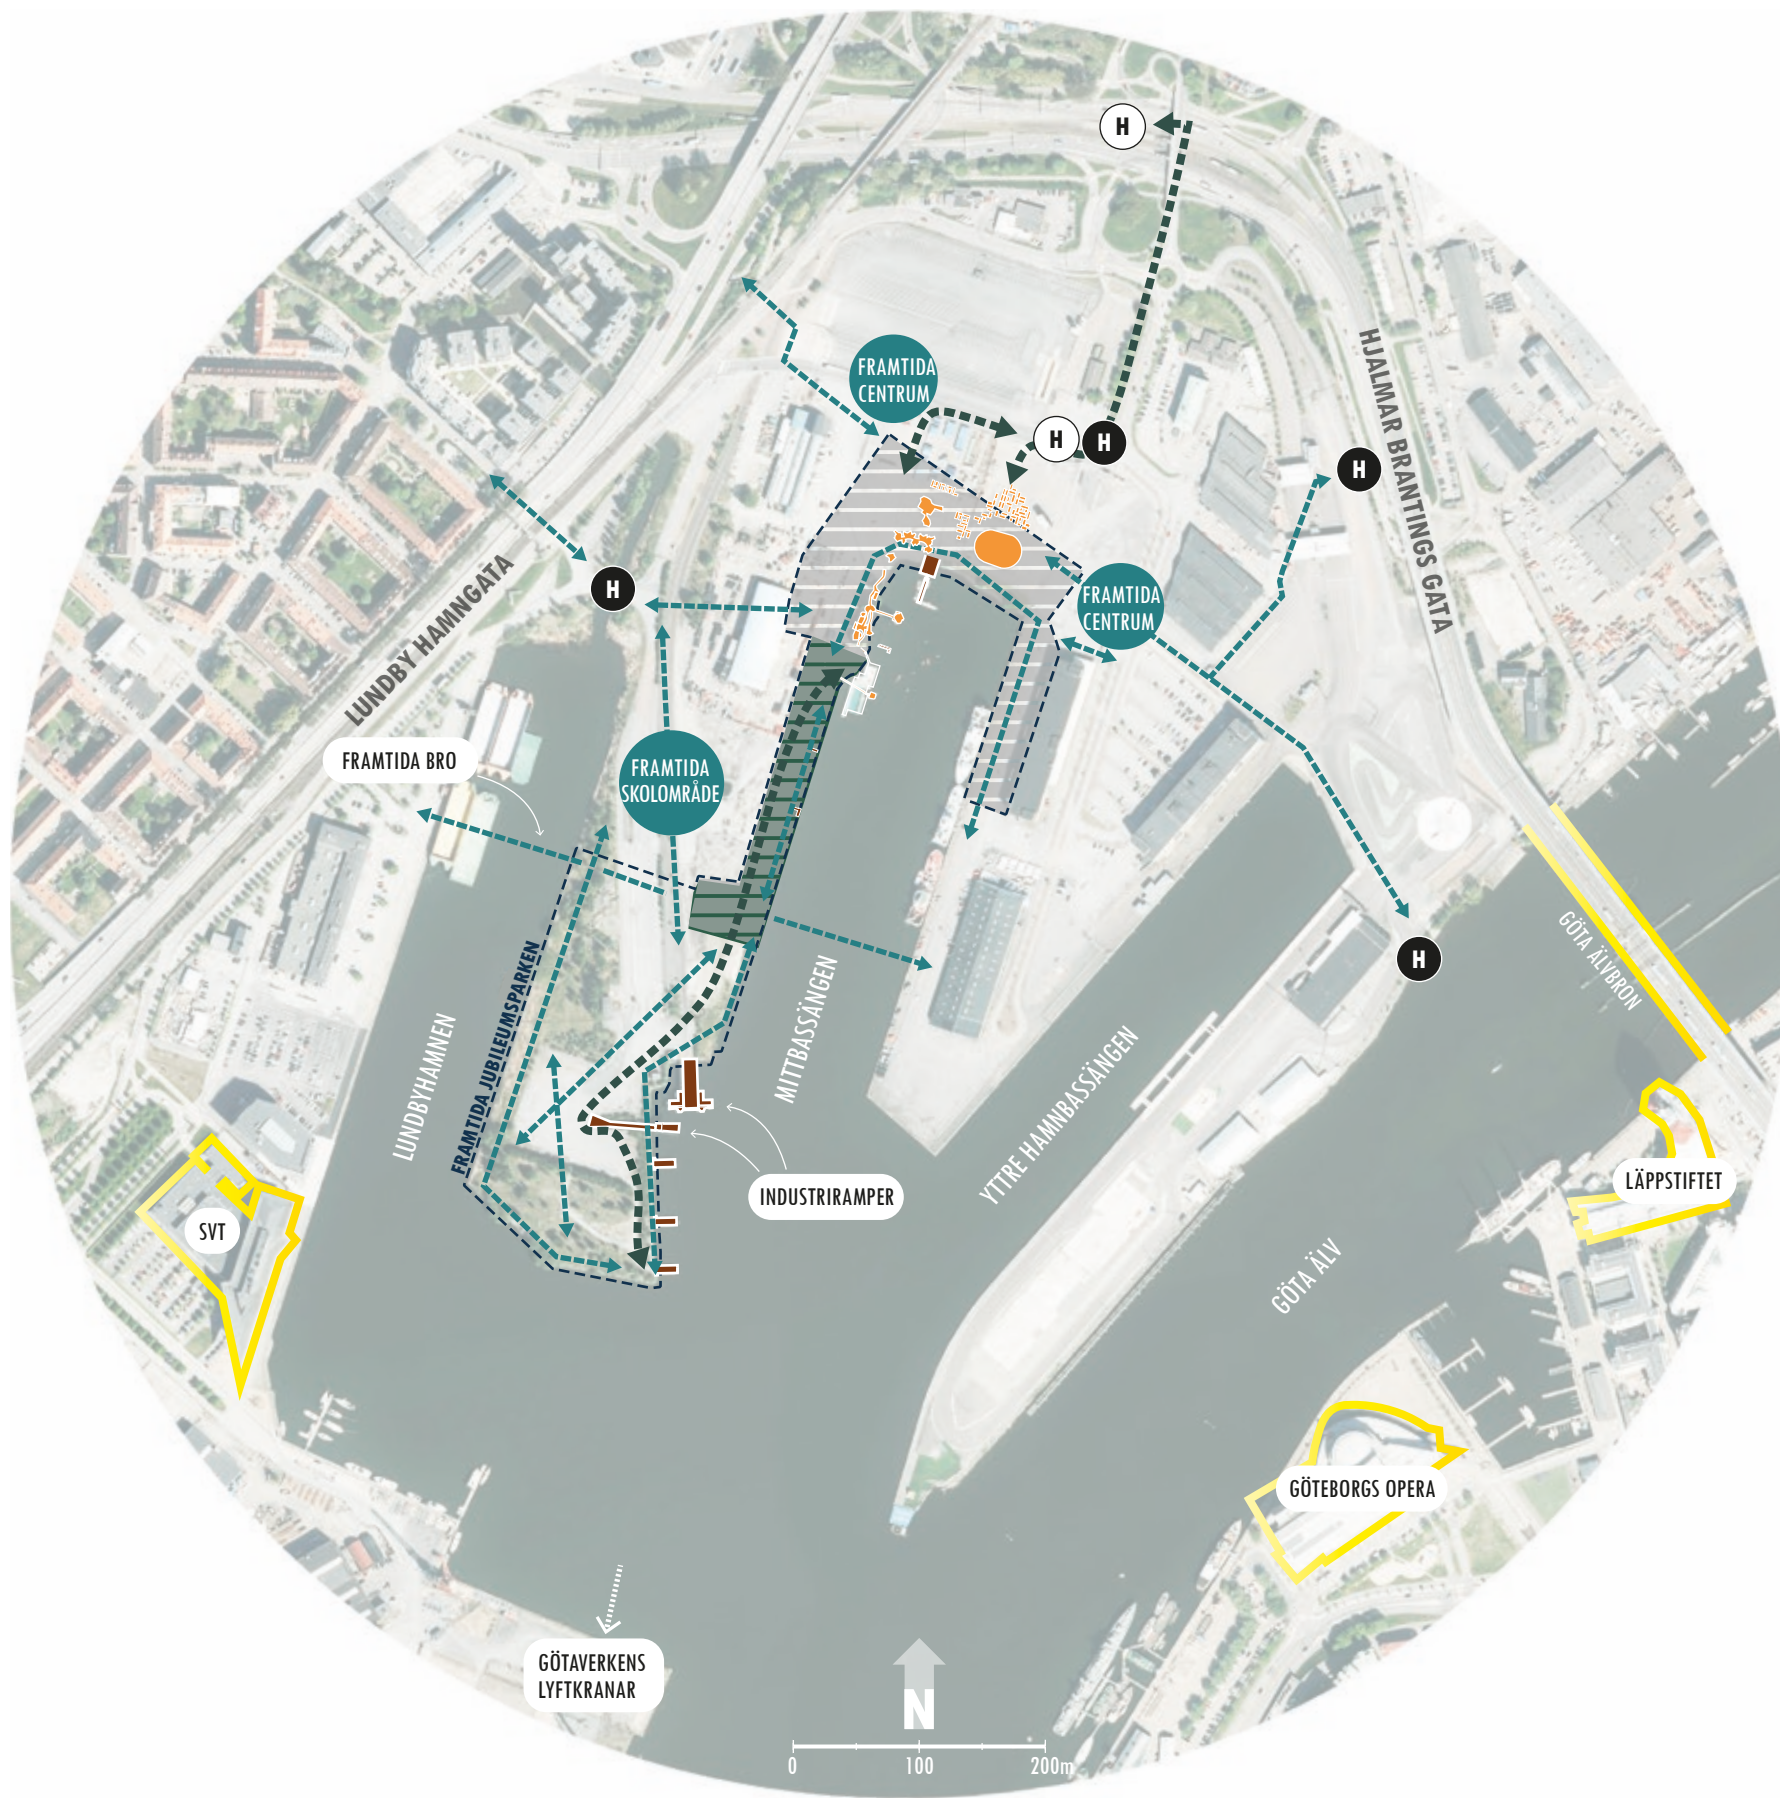 H
HJALMAR BRANTINGS GATA
FRAMTIDA
CENTRUM
H
H
H
H
FRAMTIDA
CENTRUM
LUNDBY HAMNGATA
FRAMTIDA BRO
FRAMTIDA
SKOLOMRÅDE
H
GÖTA ÄLVBRON
FRAMTIDA JUBILEUMSPARKEN
LUNDBYHAMNEN
MITTBASSÄNGEN
YTTRE HAMNBASSÄNGEN
LÄPPSTIFTET
INDUSTRIRAMPER
SVT
GÖTA ÄLV
GÖTEBORGS OPERA
GÖTAVERKENS
LYFTKRANAR
N
0 100 200m